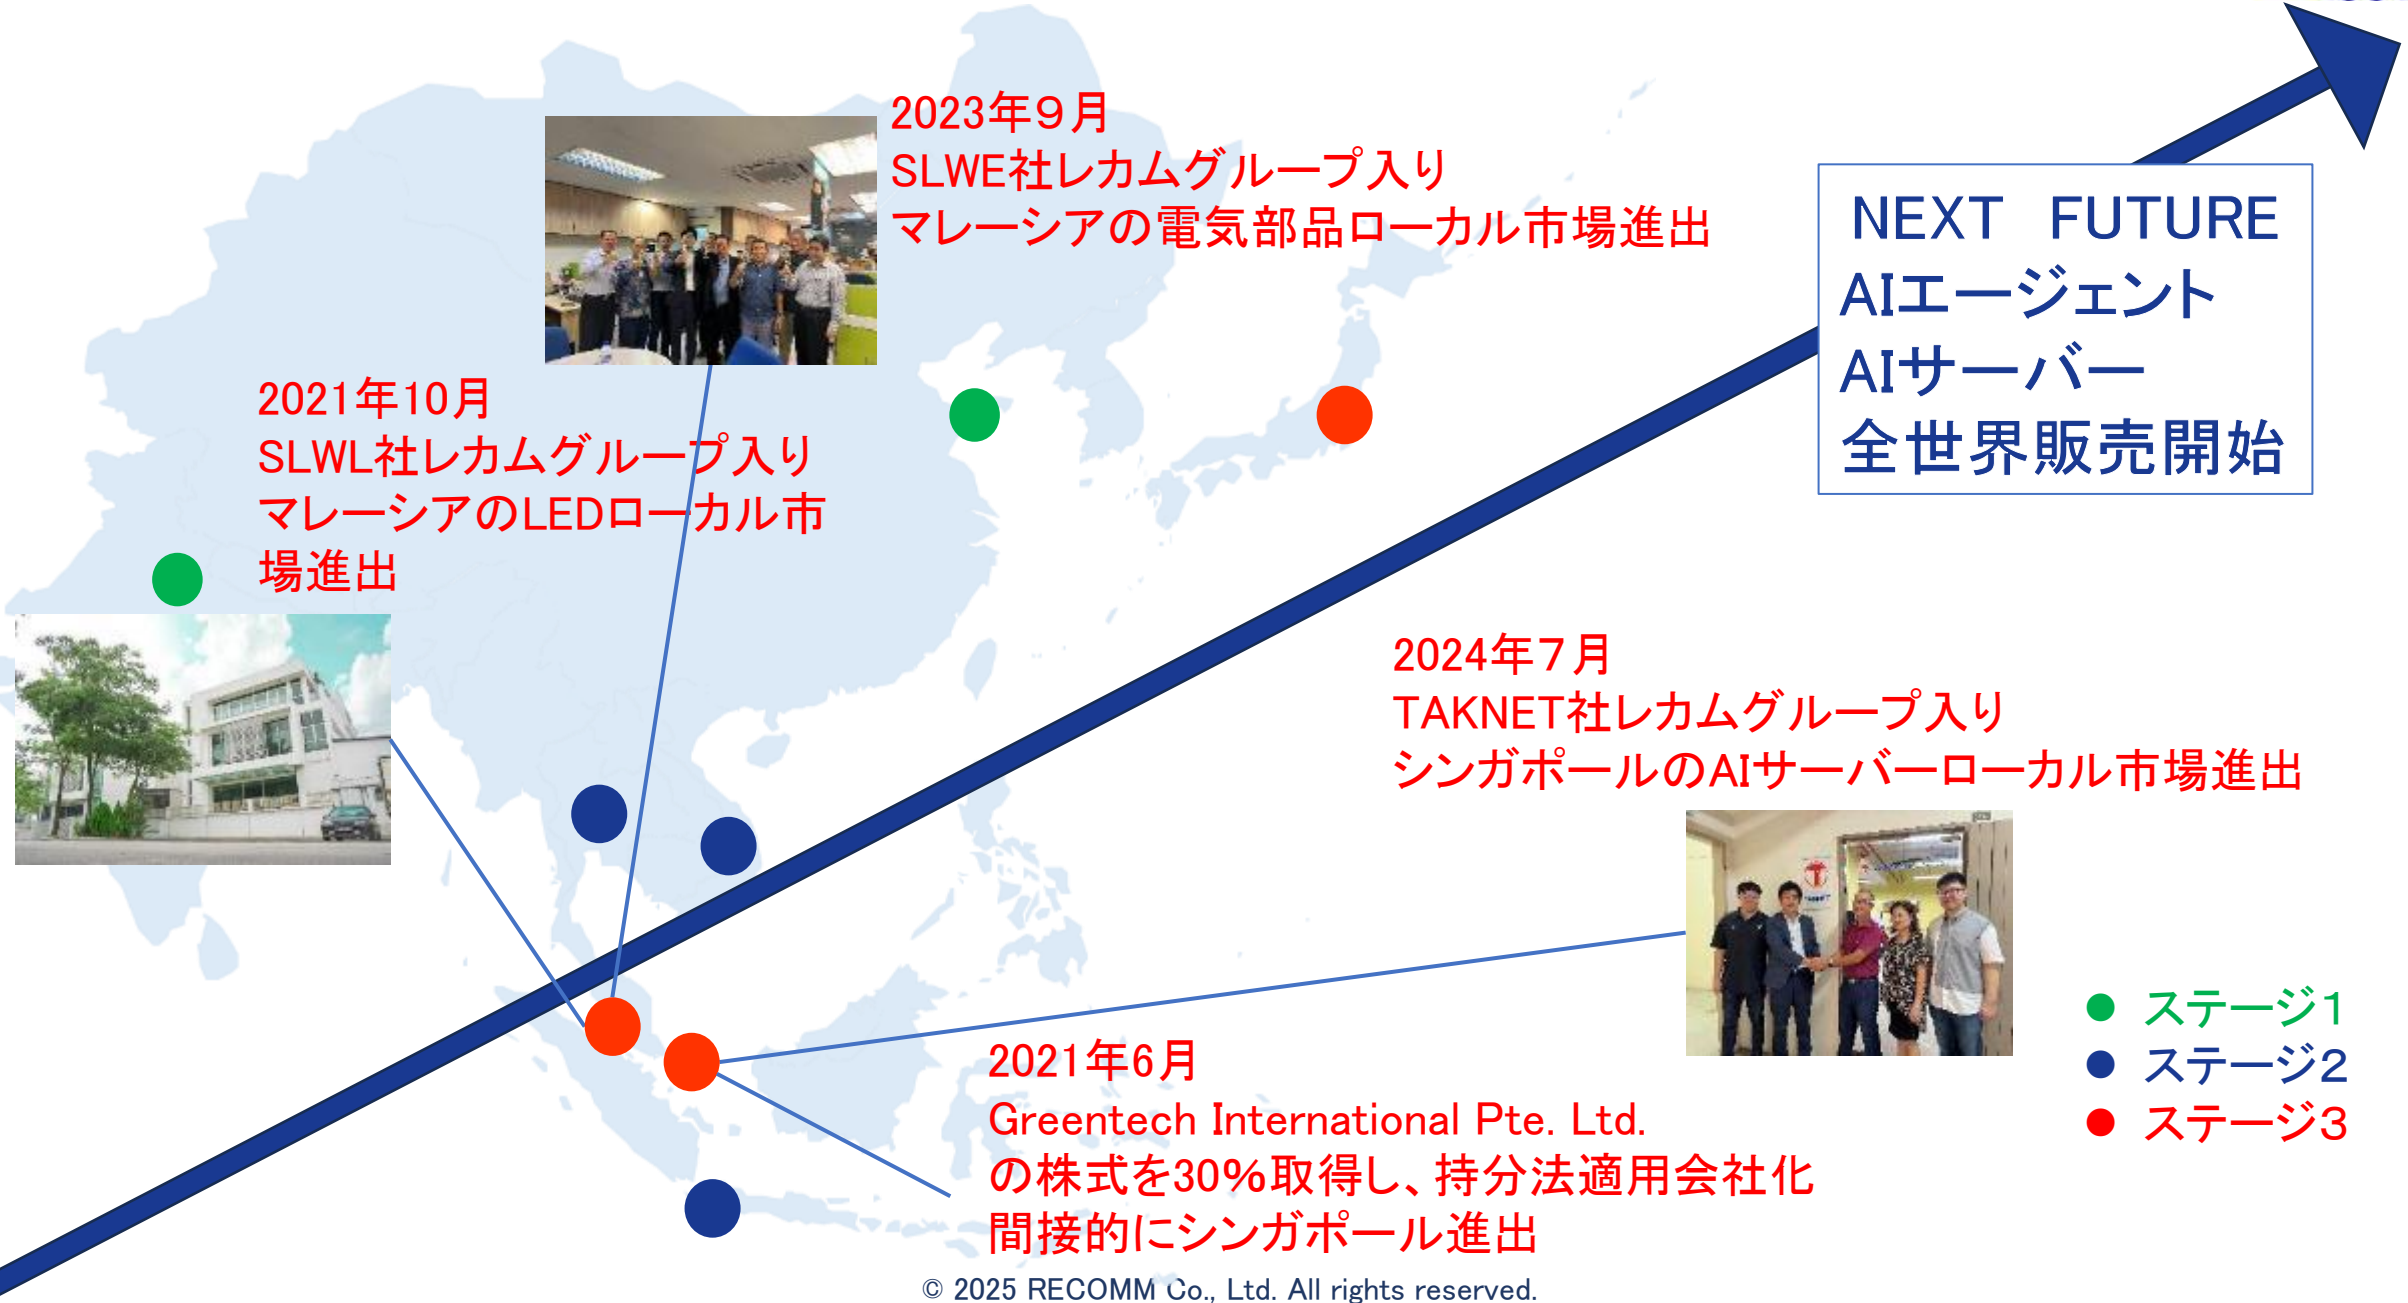 2023年９月
SLWE社レカムグループ入り
マレーシアの電気部品ローカル市場進出
NEXT　FUTURE
AIエージェント
AIサーバー
全世界販売開始
2021年10月
SLWL社レカムグループ入り
マレーシアのLEDローカル市
場進出
2024年７月
TAKNET社レカムグループ入り
シンガポールのAIサーバーローカル市場進出
● ステージ１
● ステージ２
● ステージ３
2021年6月
Greentech International Pte. Ltd.
の株式を30%取得し、持分法適用会社化
間接的にシンガポール進出
© 2025 RECOMM Co., Ltd. All rights reserved.